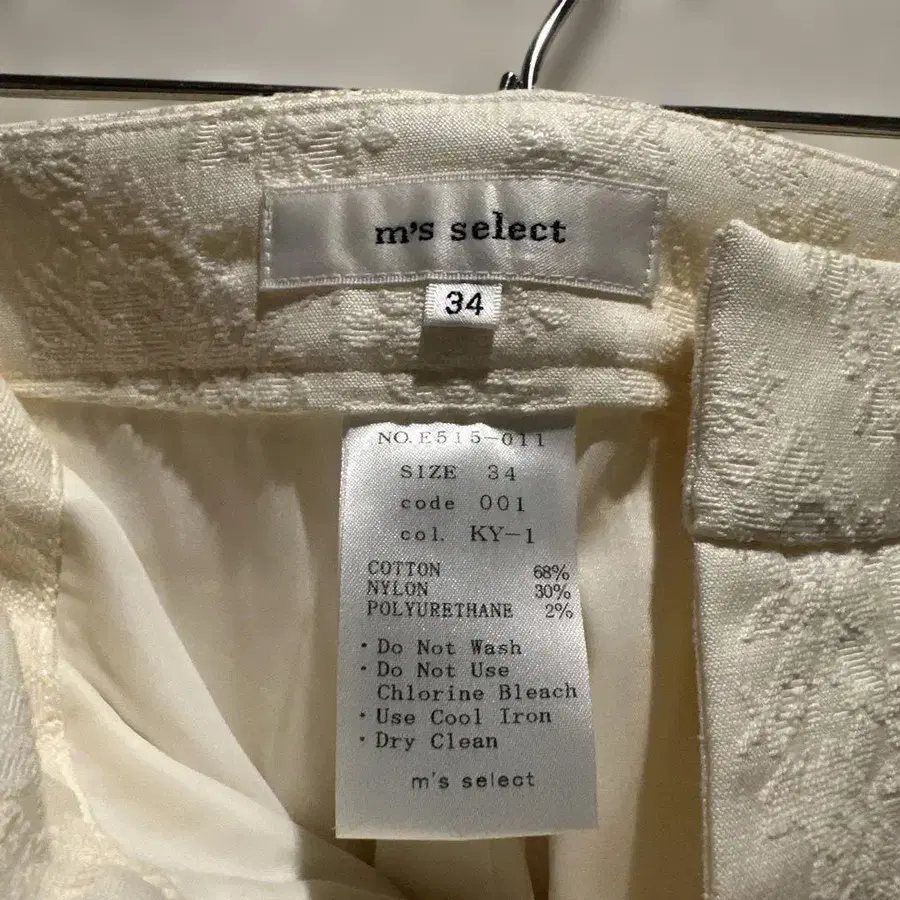 m's select
34
NO. E515-011
SIZE 34
code 001
col. KY-1
COTTON 68%
NYLON 30%
POLYURETHANE 2%
・Do Not Wash
・Do Not Use
Chlorine Bleach
・Use Cool Iron
・Dry Clean
m's select